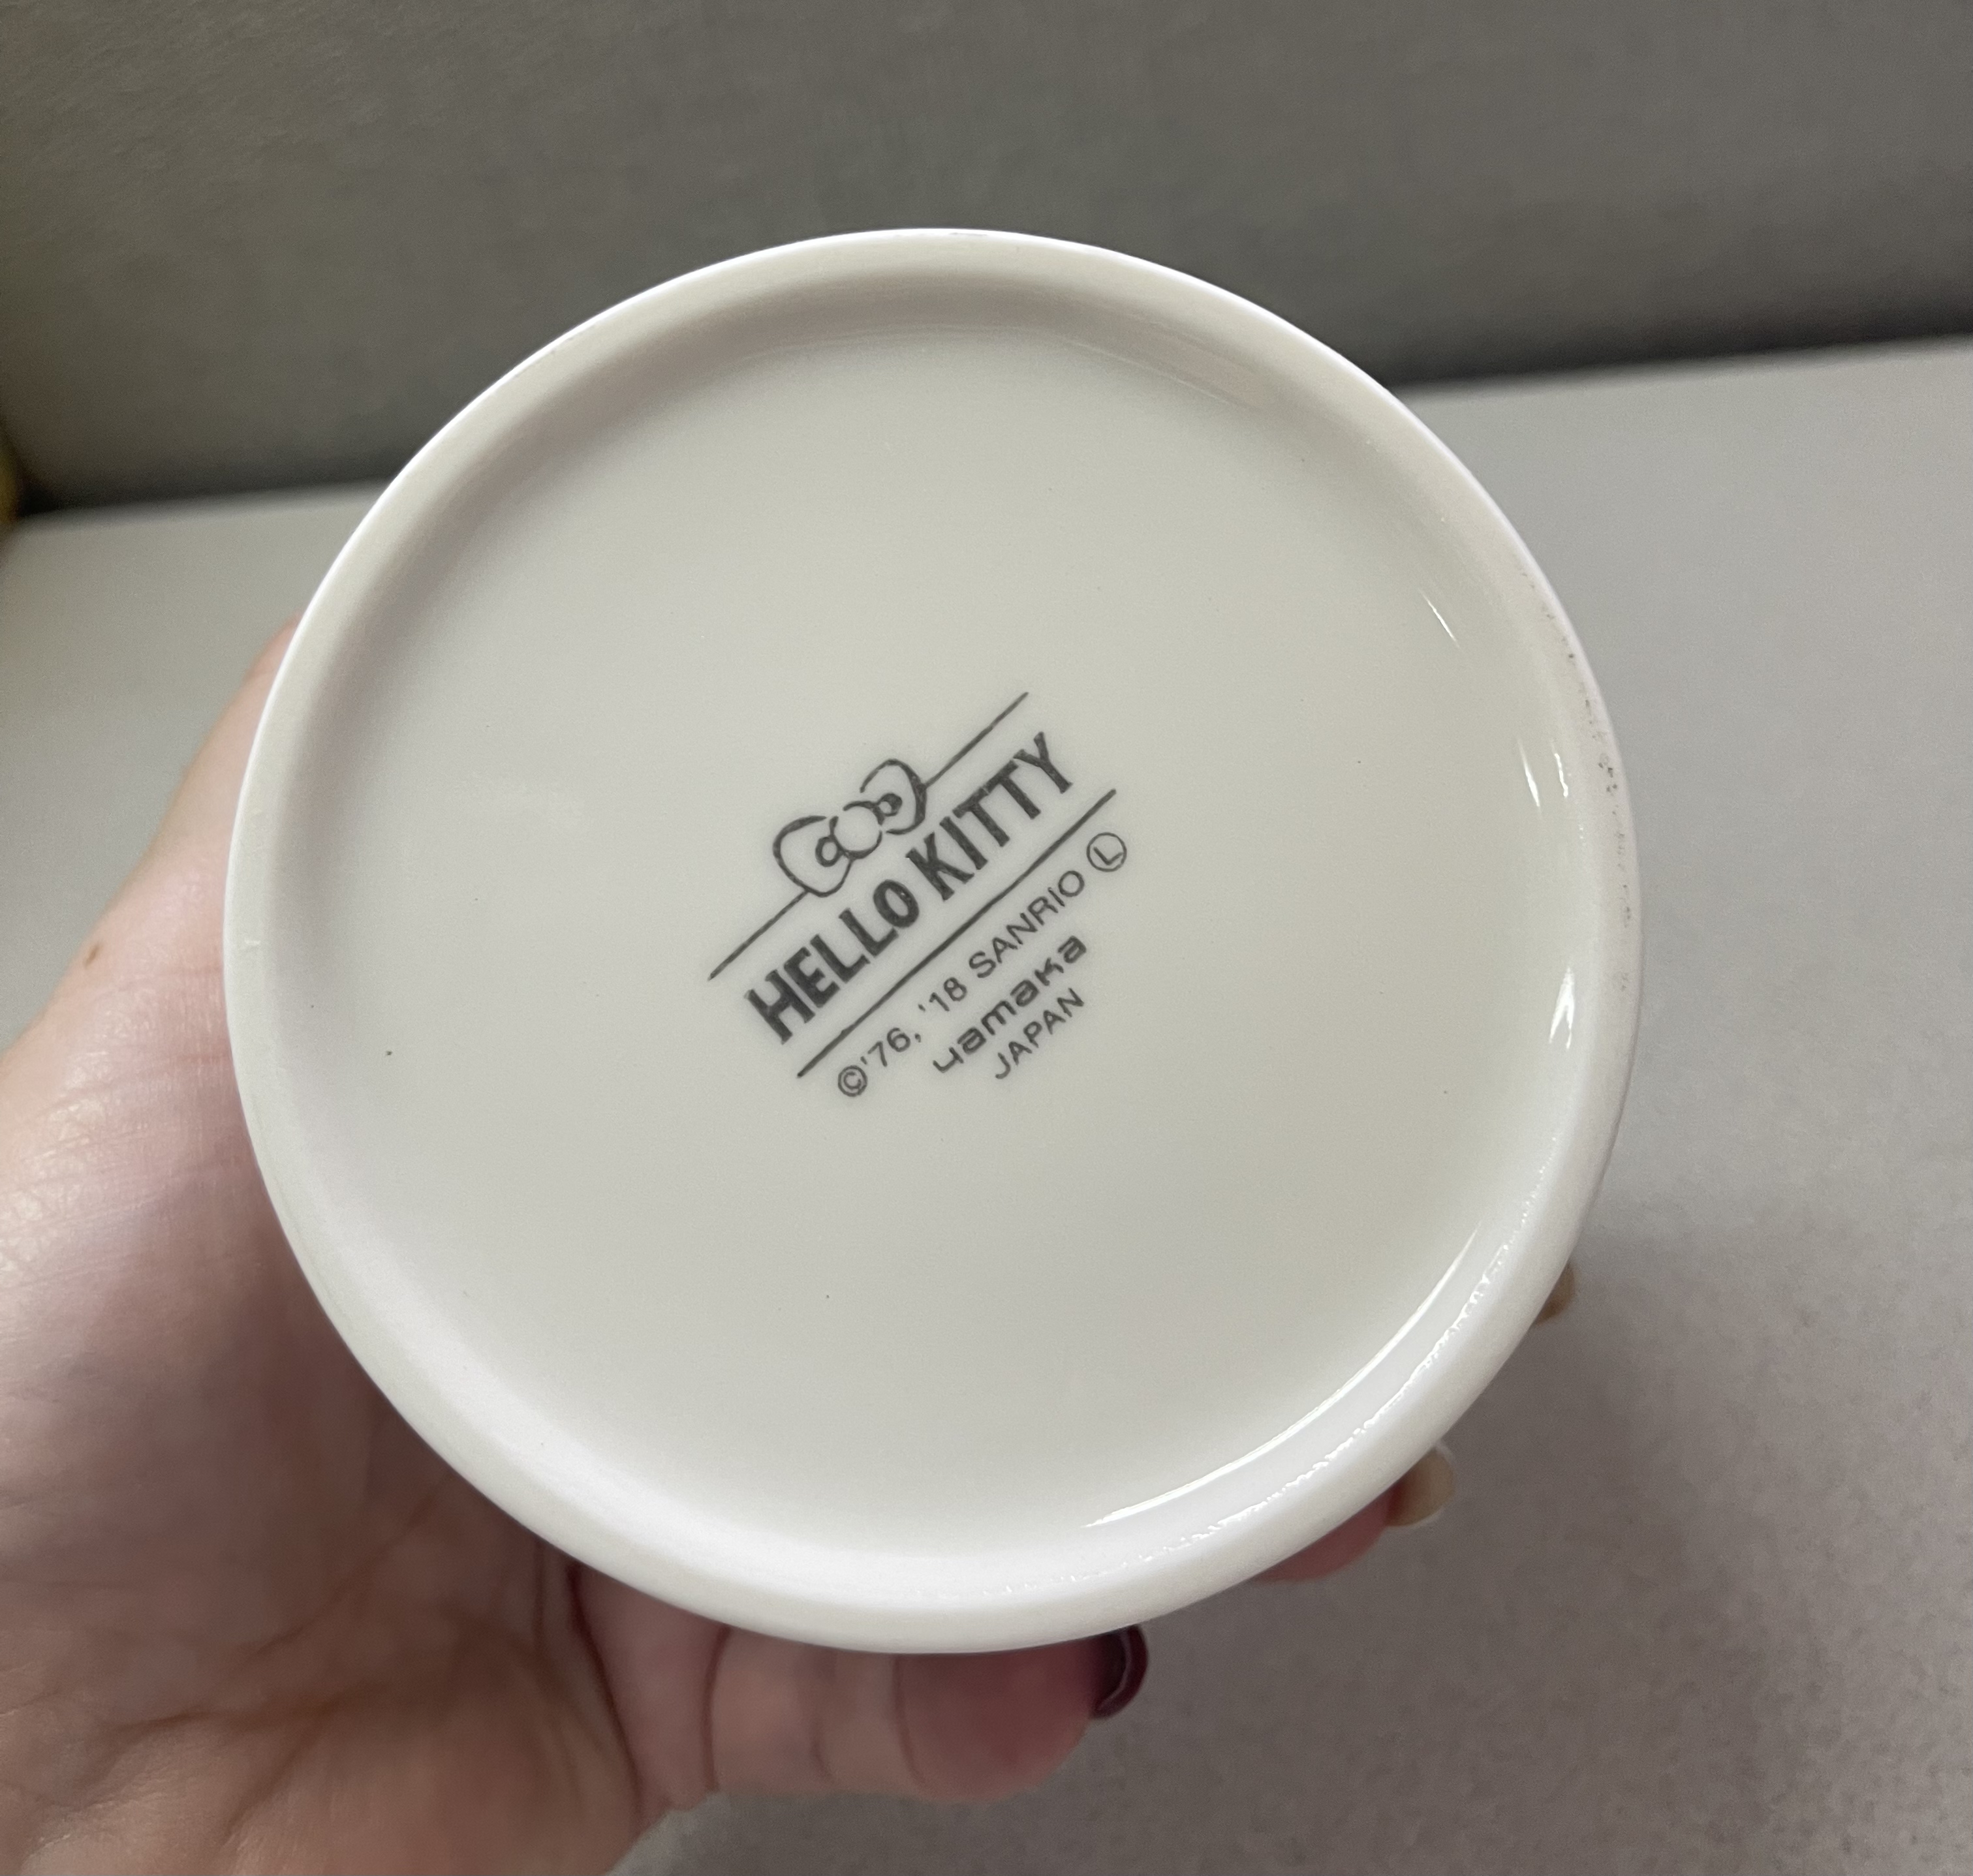 HELLO KITTY
©'76, '18 SANRIO Ⓛ
yamaka
JAPAN